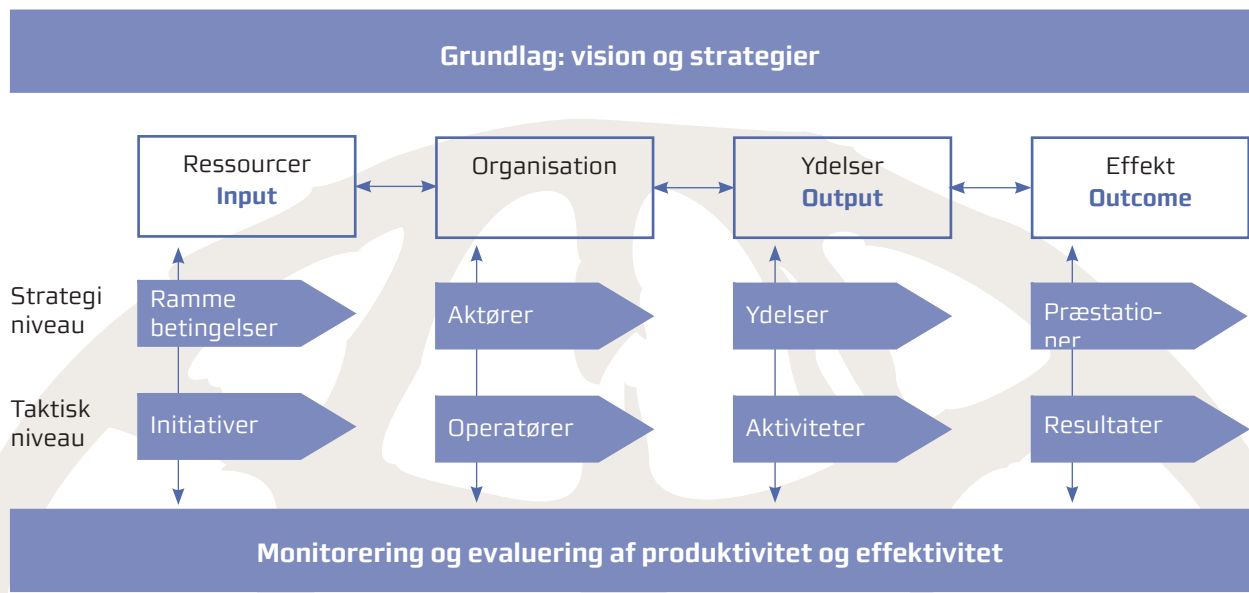 Grundlag: vision og strategier
Ressourcer
Input
Organisation
Ydelser
Output
Effekt
Outcome
Strategi
niveau
Ramme
betingelser
Aktører
Ydelser
Præstatio-
ner
Taktisk
niveau
Initiativer
Operatører
Aktiviteter
Resultater
Monitorering og evaluering af produktivitet og effektivitet